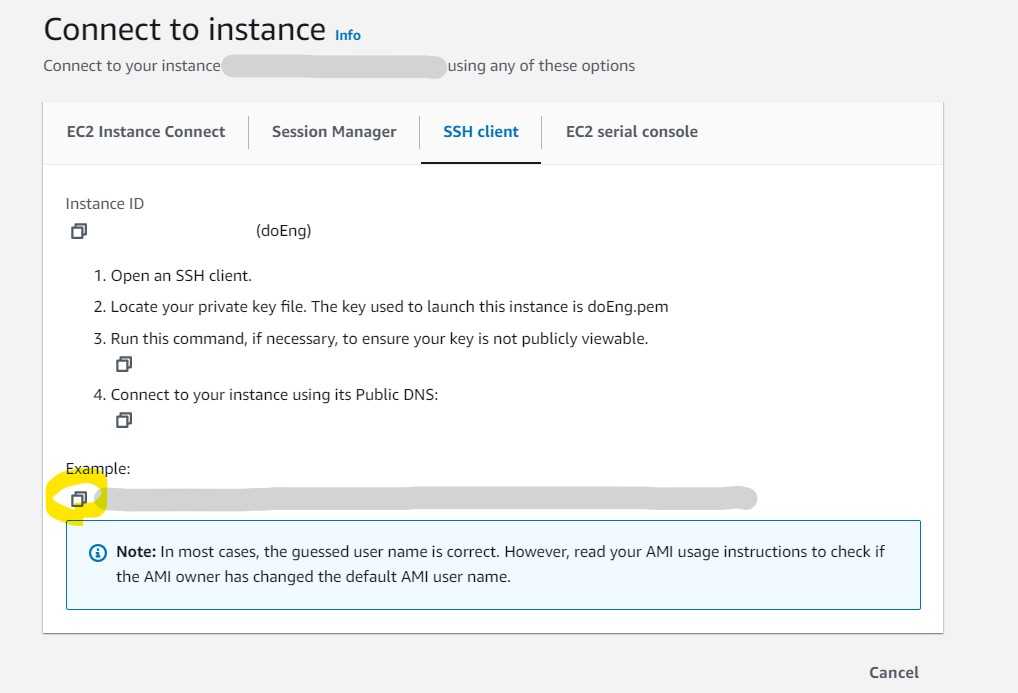 Connect to instance Info
Connect to your instance using any of these options
EC2 Instance Connect Session Manager SSH client EC2 serial console
Instance ID
(doEng)
1. Open an SSH client.
2. Locate your private key file. The key used to launch this instance is doEng.pem
3. Run this command, if necessary, to ensure your key is not publicly viewable.
4. Connect to your instance using its Public DNS:
Example:
Note: In most cases, the guessed user name is correct. However, read your AMI usage instructions to check if
the AMI owner has changed the default AMI user name.
Cancel